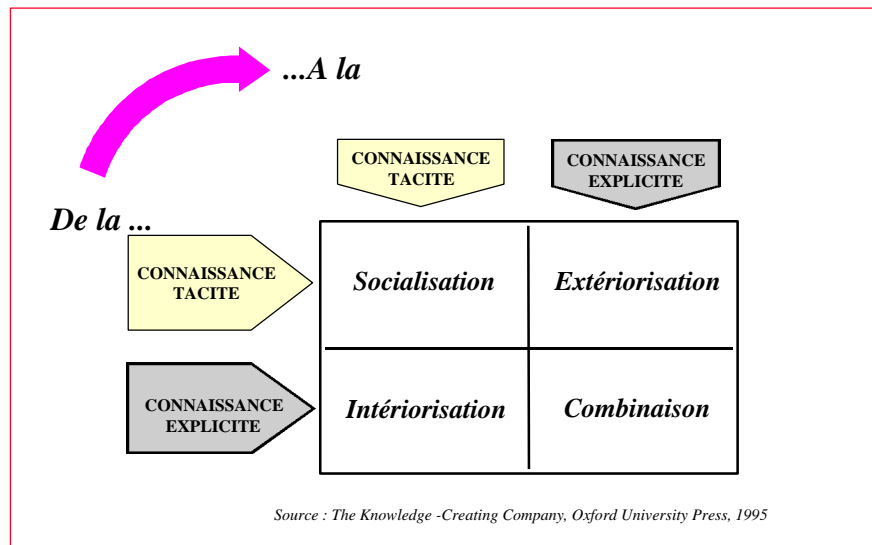 ...A la
CONNAISSANCE
TACITE
CONNAISSANCE
EXPLICITE
De la ...
CONNAISSANCE
TACITE
Socialisation
Extériorisation
CONNAISSANCE
EXPLICITE
Intériorisation
Combinaison
Source : The Knowledge -Creating Company, Oxford University Press, 1995